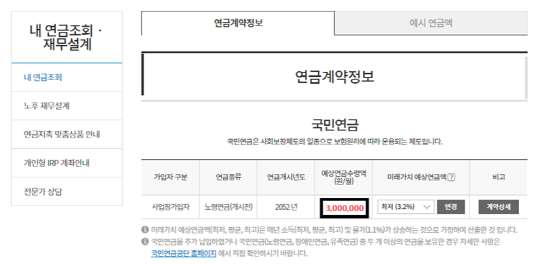 내 연금조회 ·
재무설계
내 연금조회
노후 재무설계
연금저축 맞춤상품 안내
개인형 IRP 계좌안내
전문가 상담
연금계약정보
예시 연금액
연금계약정보
국민연금
국민연금은 사회보장제도의 일종으로 보험원리에 따라 운용되는 제도입니다.
가입자 구분 연금종류 연금개시년도 예상연금수령액 (원/월) 미래가치 예상연금액 ? 비고
사업장가입자 노령연금(개시전) 2052 년 3,000,000 최저 (3.2%) 변경 계약상세
미래가치 예상연금액(최저, 평균, 최고)은 매년 소득(최저, 평균, 최고) 및 물가(1.1%)가 상승하는 것으로 가정하여 산출한 것 입니다.
국민연금을 추가 납입하였거나 국민연금(노령연금, 장애인연금, 유족연금) 중 두 개 이상의 연금을 보유한 경우 자세한 사항은
국민연금공단 홈페이지 에서 직접 확인하시기 바랍니다.